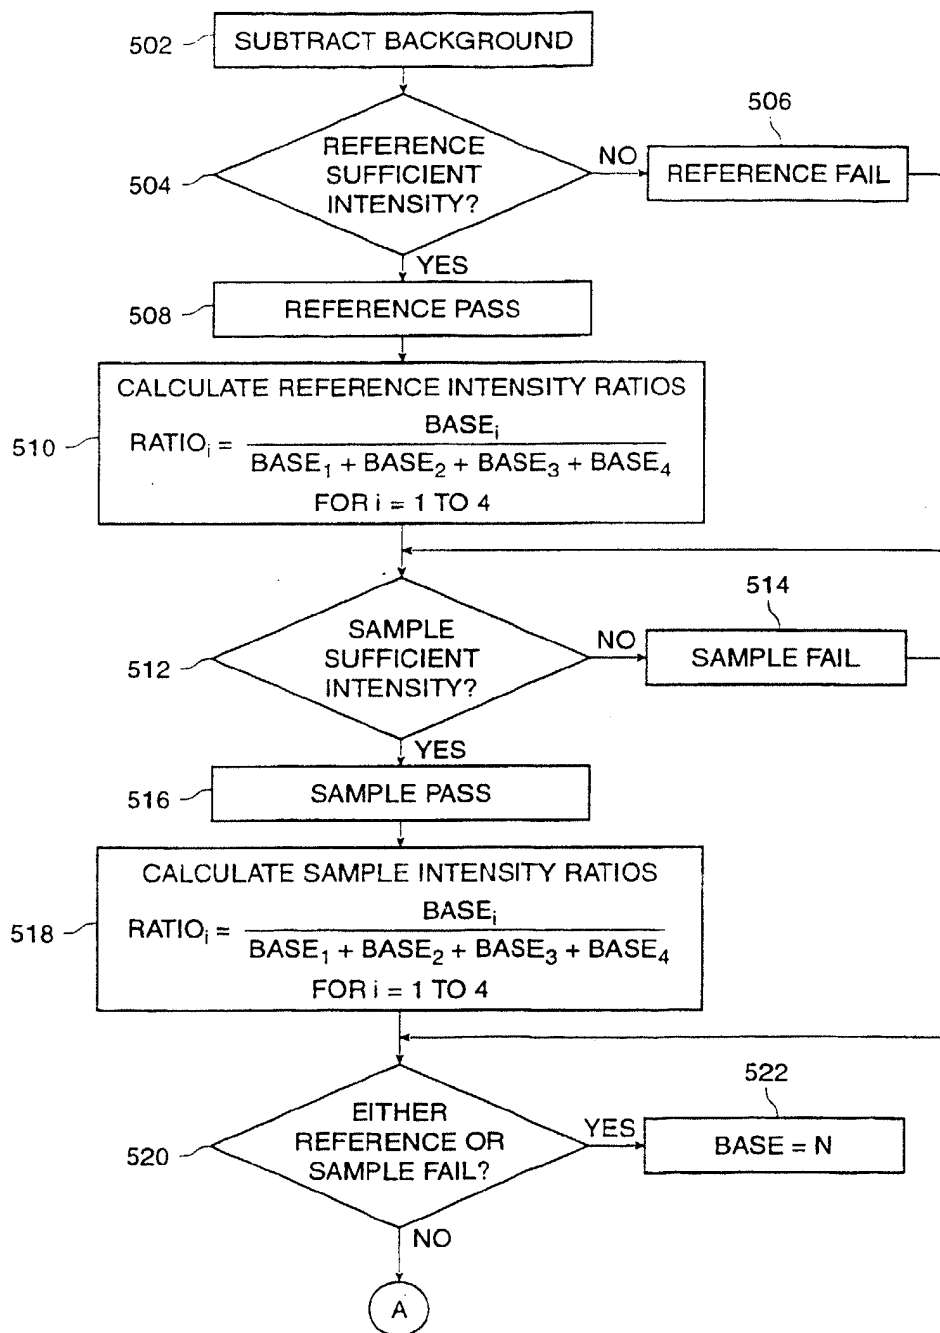 502
SUBTRACT BACKGROUND
504
REFERENCE
SUFFICIENT
INTENSITY?
NO
506
REFERENCE FAIL
YES
508
REFERENCE PASS
510
CALCULATE REFERENCE INTENSITY RATIOS
RATIOi = BASEi
BASE1 + BASE2 + BASE3 + BASE4
FOR i = 1 TO 4
512
SAMPLE
SUFFICIENT
INTENSITY?
NO
514
SAMPLE FAIL
YES
516
SAMPLE PASS
518
CALCULATE SAMPLE INTENSITY RATIOS
RATIOi = BASEi
BASE1 + BASE2 + BASE3 + BASE4
FOR i = 1 TO 4
520
EITHER
REFERENCE OR
SAMPLE FAIL?
YES
522
BASE = N
NO
A